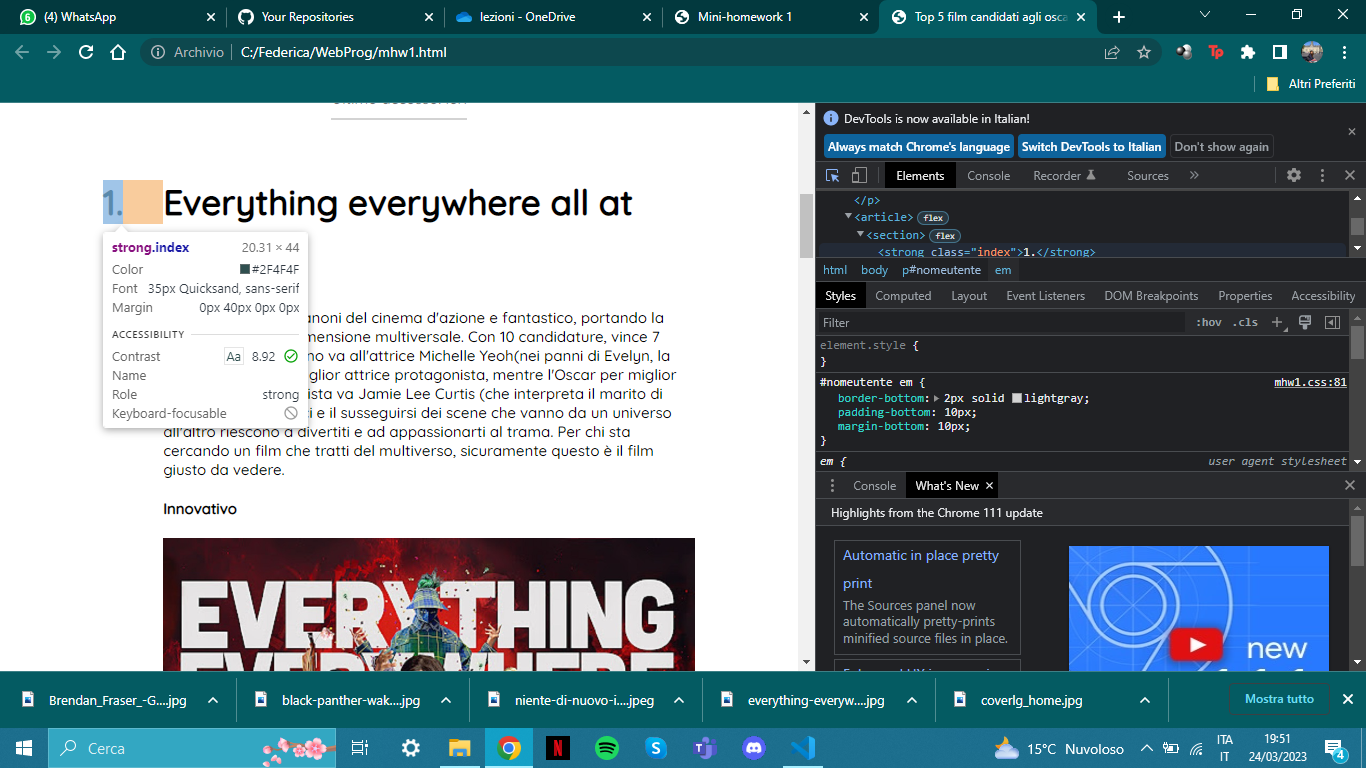 (4) WhatsApp
Your Repositories
lezioni - OneDrive
Mini-homework 1
Top 5 film candidati agli osca
Archivio
C:/Federica/WebProg/mhw1.html
Altri Preferiti
1.
Everything everywhere all at
strong.index 20.31 × 44
Color #2F4F4F
Font 35px Quicksand, sans-serif
Margin 0px 40px 0px 0px
ACCESSIBILITY
Contrast Aa 8.92
Name
Role strong
Keyboard-focusable
anoni del cinema d'azione e fantastico, portando la
mensione multiversale. Con 10 candidature, vince 7
no va all'attrice Michelle Yeoh(nei panni di Evelyn, la
glior attrice protagonista, mentre l'Oscar per miglior
ista va Jamie Lee Curtis (che interpreta il marito di
i e il susseguirsi dei scene che vanno da un universo
all'altro riescono a divertiti e ad appassionarti al trama. Per chi sta
cercando un film che tratti del multiverso, sicuramente questo è il film
giusto da vedere.
Innovativo
EVERYTHING
EVERYWHERE
DevTools is now available in Italian!
Always match Chrome's language
Switch DevTools to Italian
Don't show again
Elements
Console
Recorder
Sources
</p>
<article> flex
<section> flex
<strong class="index">1.</strong>
html body p#nomeutente em
Styles Computed Layout Event Listeners DOM Breakpoints Properties Accessibility
Filter :hov .cls
element.style {
}
#nomeutente em { mhw1.css:81
border-bottom: 2px solid lightgray;
padding-bottom: 10px;
margin-bottom: 10px;
}
em { user agent stylesheet
Console What's New
Highlights from the Chrome 111 update
Automatic in place pretty
print
The Sources panel now
automatically pretty-prints
minified source files in place.
new
Brendan_Fraser_-G....jpg
black-panther-wak....jpg
niente-di-nuovo-i....jpeg
everything-everyw....jpg
coverlg_home.jpg
Mostra tutto
Cerca
15°C Nuvoloso
ITA
IT
19:51
24/03/2023
4